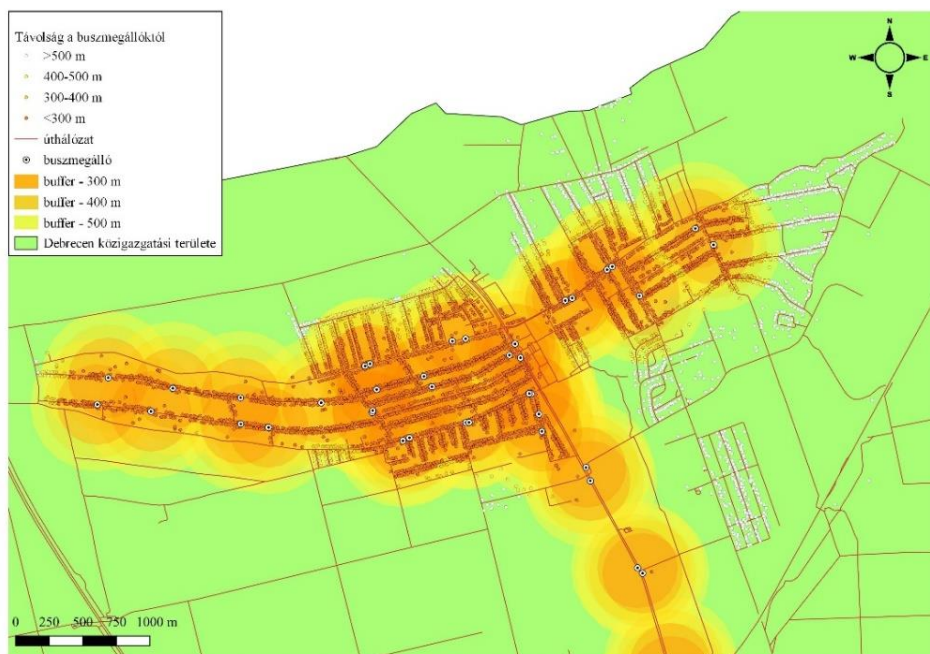 Távolság a buszmegállóktól
>500 m
400-500 m
300-400 m
<300 m
úthálózat
buszmegálló
buffer - 300 m
buffer - 400 m
buffer - 500 m
Debrecen közigazgatási területe
N
W E
S
0 250 500 750 1000 m